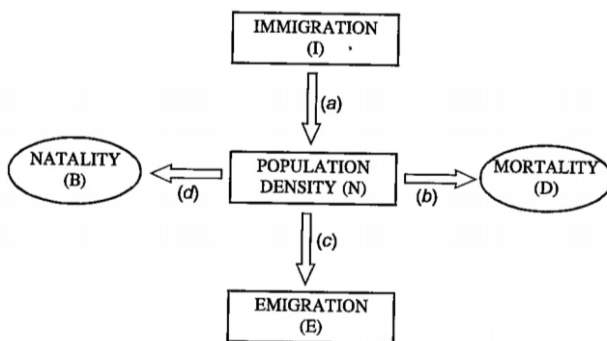 IMMIGRATION
(I)
(a)
NATALITY
(B)
(d)
POPULATION
DENSITY (N)
(b)
MORTALITY
(D)
(c)
EMIGRATION
(E)